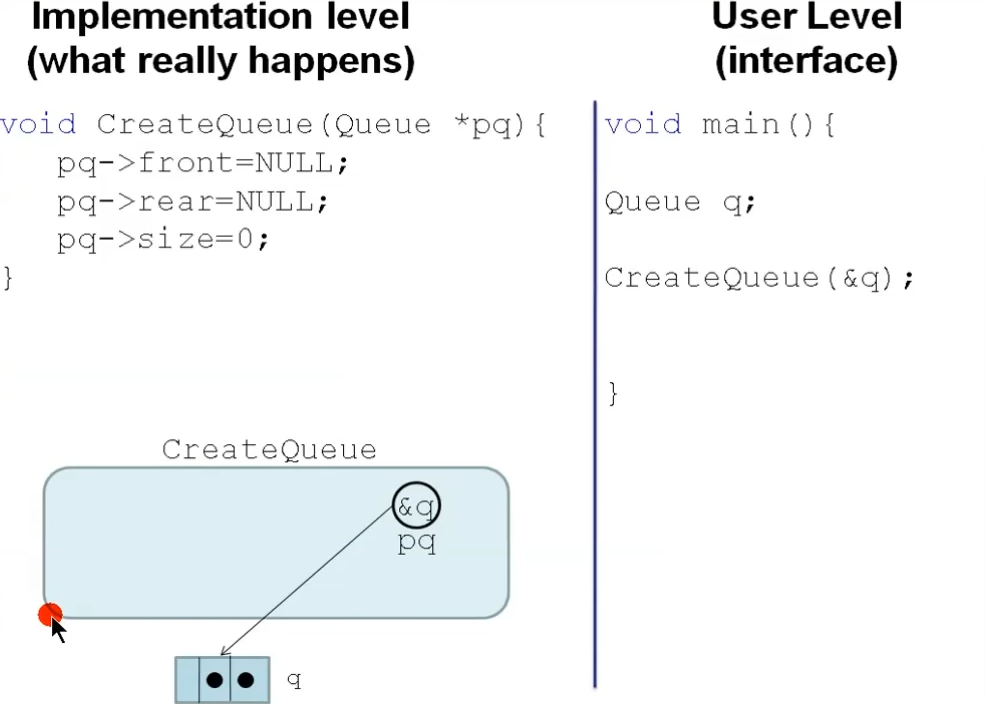 Implementation level
(what really happens)
void CreateQueue(Queue *pq){
pq->front=NULL;
pq->rear=NULL;
pq->size=0;
}
CreateQueue
&q
pq
q
User Level
(interface)
void main(){
Queue q;
CreateQueue(&q);
}